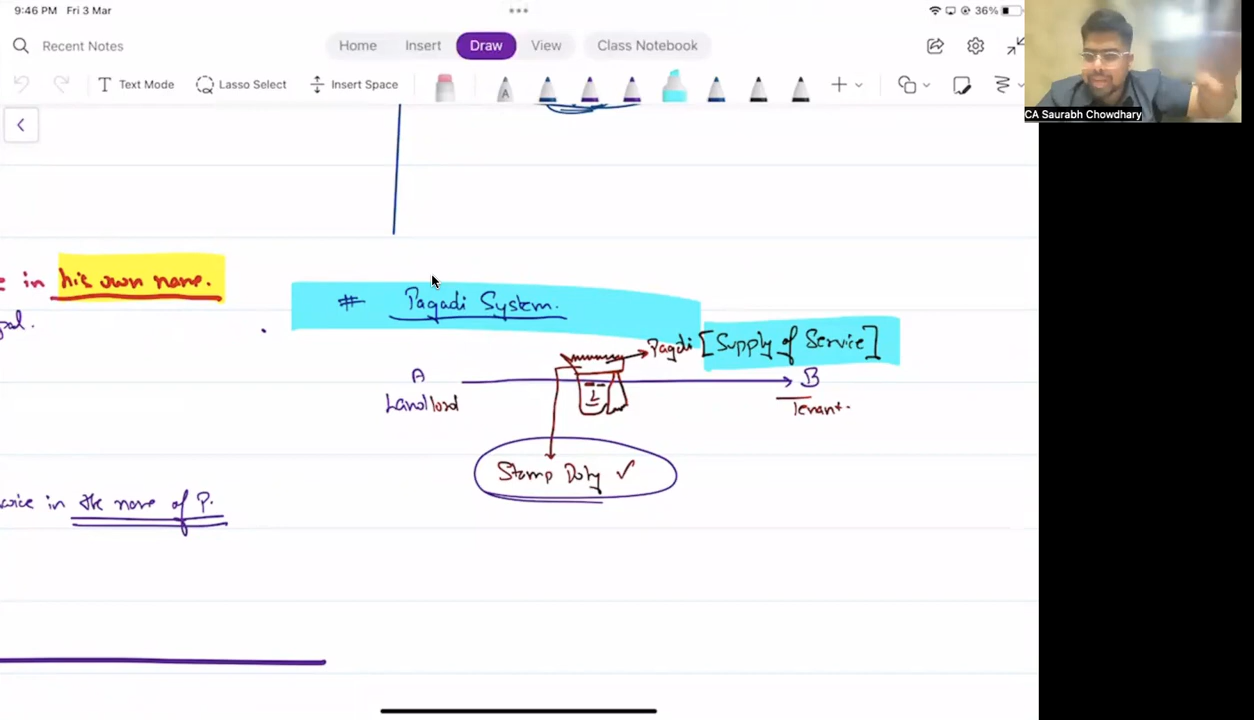 9:46 PM Fri 3 Mar
36%
Recent Notes
Home Insert Draw View Class Notebook
Text Mode Lasso Select Insert Space
A
CA Saurabh Chowdhary
in his own name.
# Pagadi System.
pal.
Pagdi [Supply of Service]
A B
Landlord Tenant.
Stamp Duty ✓
in the name of P.